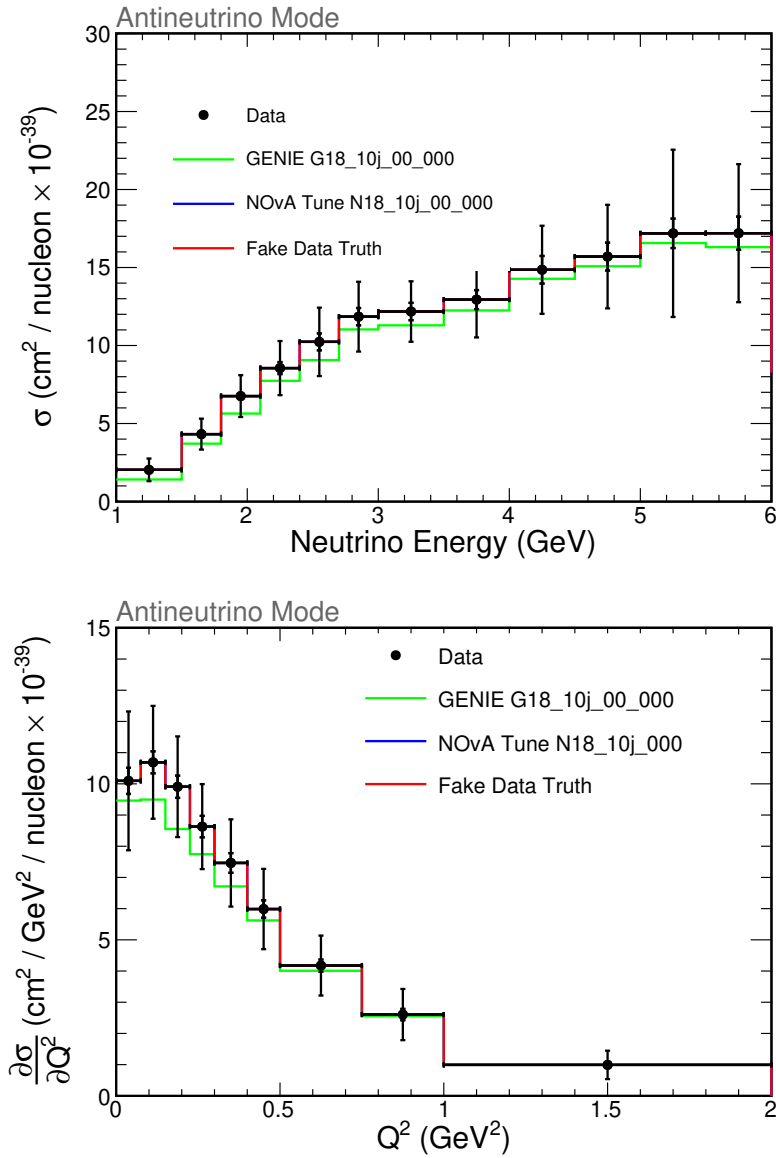 Antineutrino Mode
30
25
20
15
10
5
0
σ (cm² / nucleon × 10⁻³⁹)
Data
GENIE G18_10j_00_000
NOvA Tune N18_10j_00_000
Fake Data Truth
1 2 3 4 5 6
Neutrino Energy (GeV)
Antineutrino Mode
15
10
5
0
∂σ/∂Q² (cm² / GeV² / nucleon × 10⁻³⁹)
Data
GENIE G18_10j_00_000
NOvA Tune N18_10j_000
Fake Data Truth
0 0.5 1 1.5 2
Q² (GeV²)